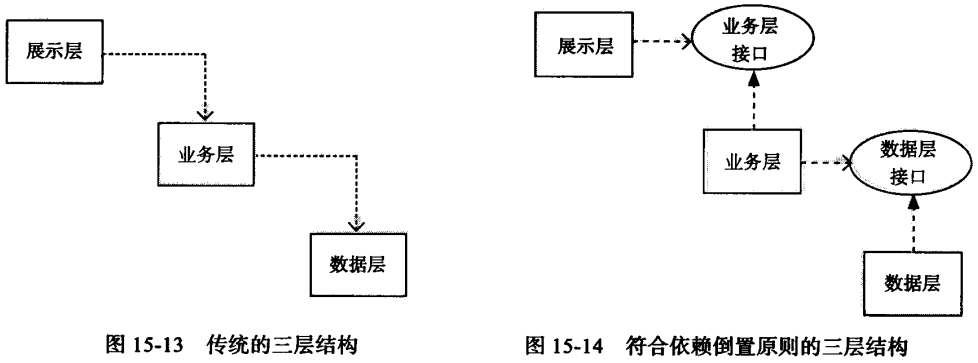 展示层
业务层
数据层
图 15-13 传统的三层结构
展示层
业务层
接口
业务层
数据层
接口
数据层
图 15-14 符合依赖倒置原则的三层结构